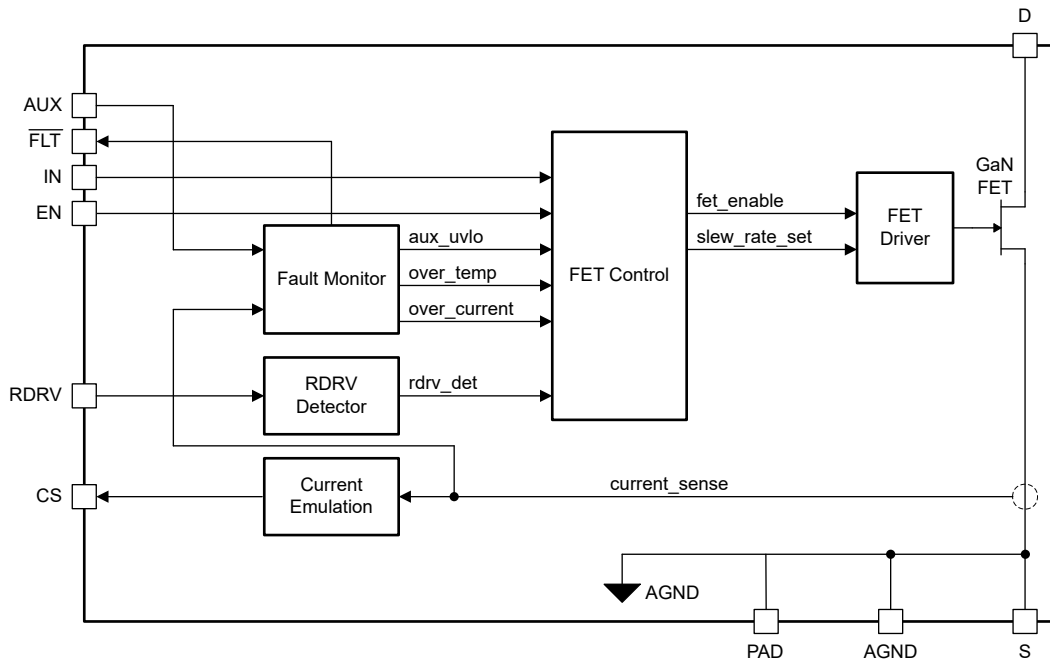 D
AUX
FLT
IN
EN
GaN
FET
fet_enable
slew_rate_set
FET
Driver
aux_uvlo
over_temp
over_current
Fault Monitor
FET Control
RDRV
RDRV
Detector
rdrv_det
CS
Current
Emulation
current_sense
AGND
PAD
AGND
S